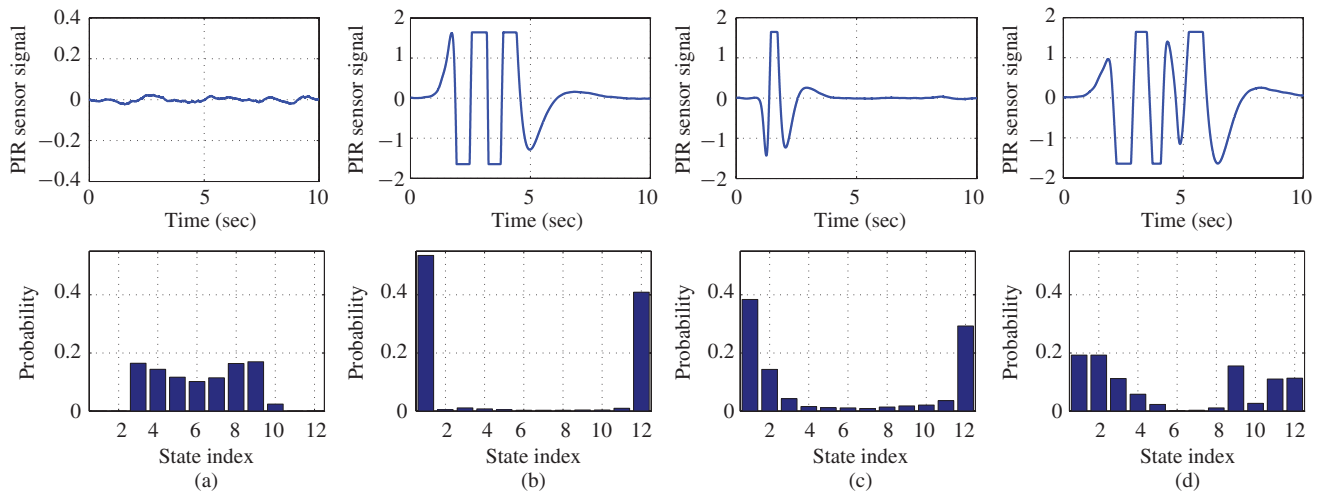 PIR sensor signal
0.4
0.2
0
−0.2
−0.4
0 5 10
Time (sec)
PIR sensor signal
2
1
0
−1
−2
0 5 10
Time (sec)
PIR sensor signal
2
1
0
−1
−2
0 5 10
Time (sec)
PIR sensor signal
2
1
0
−1
−2
0 5 10
Time (sec)
Probability
0.4
0.2
0
2 4 6 8 10 12
State index
(a)
Probability
0.4
0.2
0
2 4 6 8 10 12
State index
(b)
Probability
0.4
0.2
0
2 4 6 8 10 12
State index
(c)
Probability
0.4
0.2
0
2 4 6 8 10 12
State index
(d)